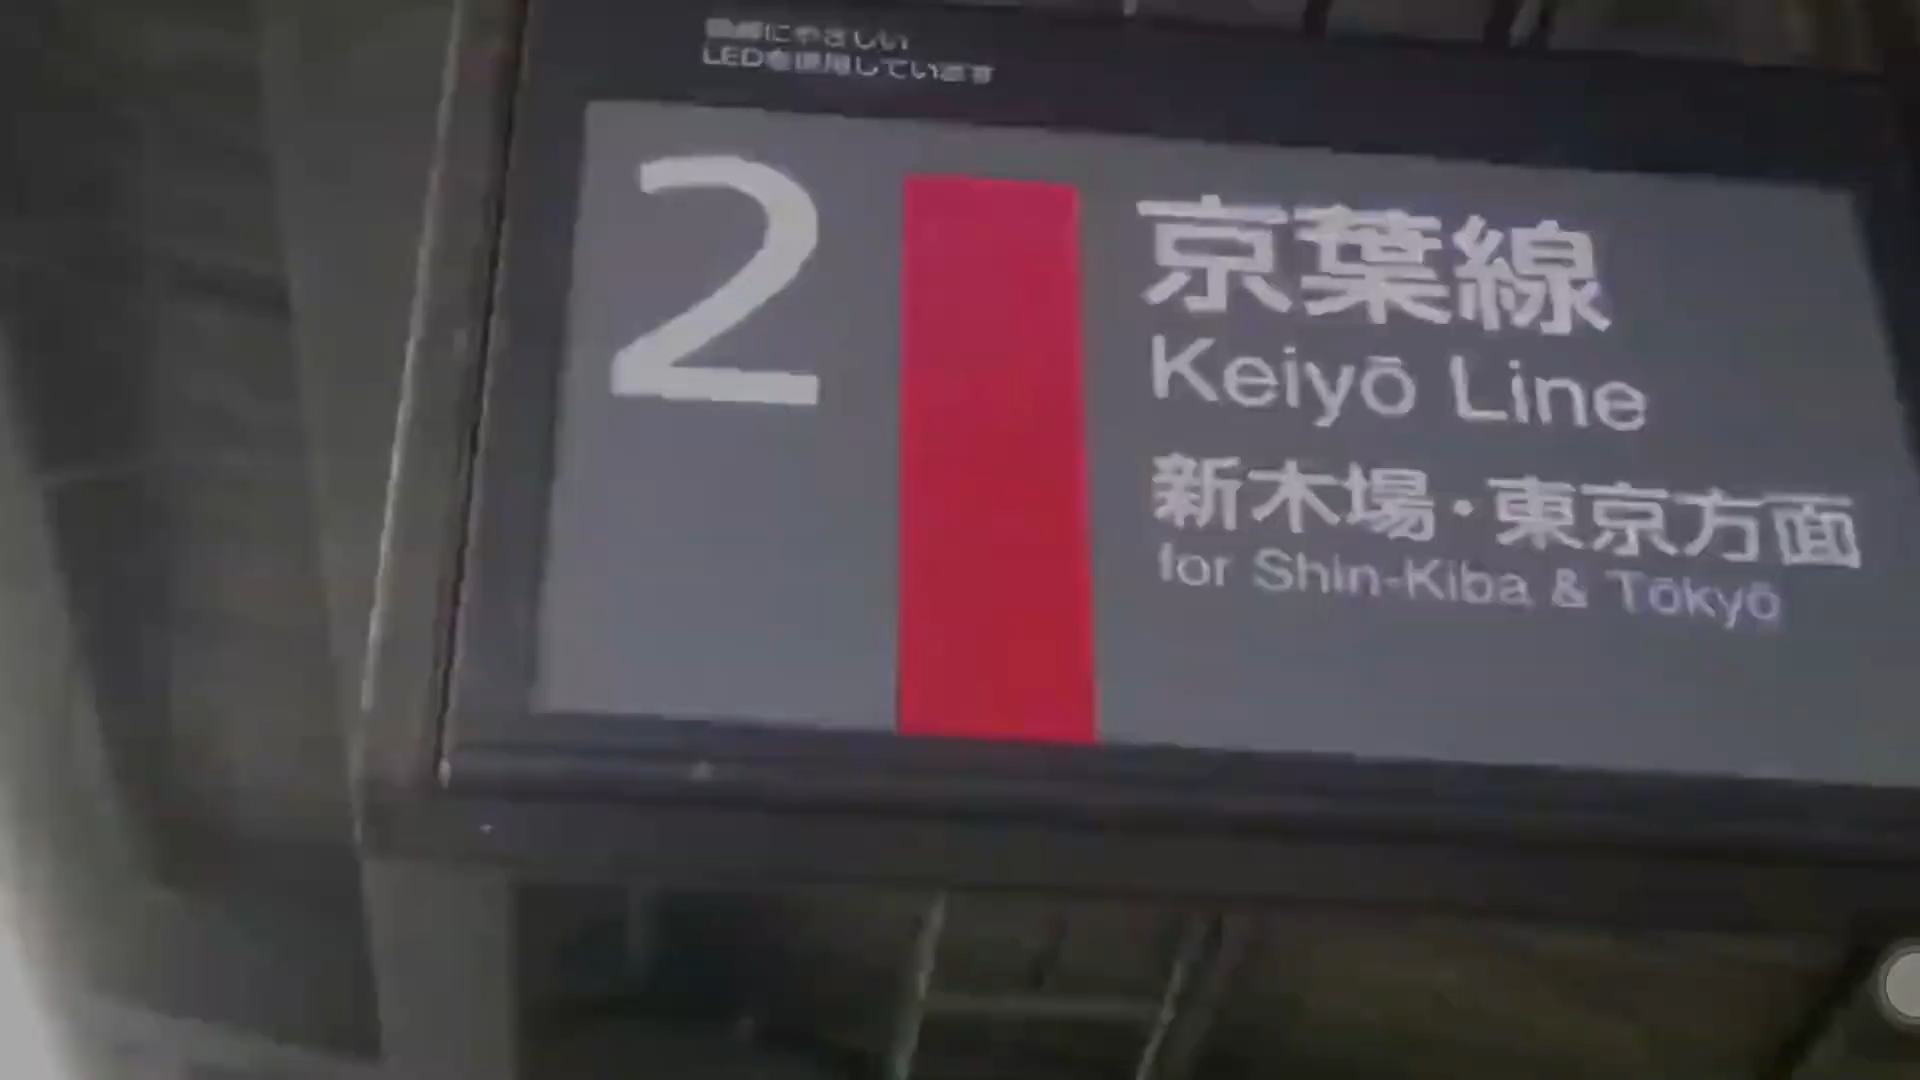 環境にやさしい
LEDを使用しています
2
京葉線
Keiyō Line
新木場・東京方面
for Shin-Kiba & Tōkyō